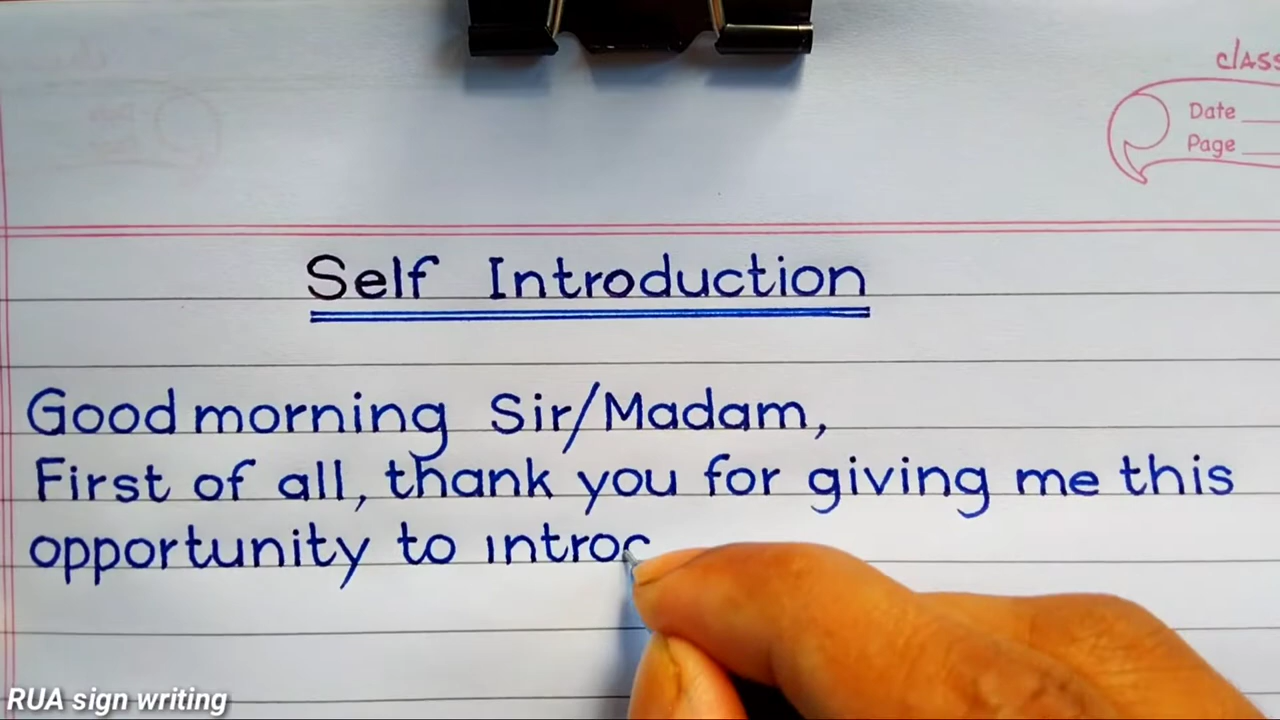 clASS
Date
Page
Self Introduction
Good morning Sir/Madam,
First of all, thank you for giving me this
opportunity to
RUA sign writing